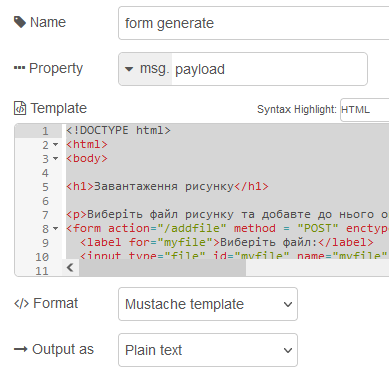 Name
form generate
Property
msg. payload
Template
Syntax Highlight: HTML
1 <!DOCTYPE html>
2 <html>
3 <body>
4
5 <h1>Завантаження рисунку</h1>
6
7 <p>Виберіть файл рисунку та добавте до нього о
8 <form action="/addfile" method = "POST" enctype
9 <label for="myfile">Виберіть файл:</label>
10 <input type="file" id="myfile" name="myfile"
11
Format
Mustache template
Output as
Plain text